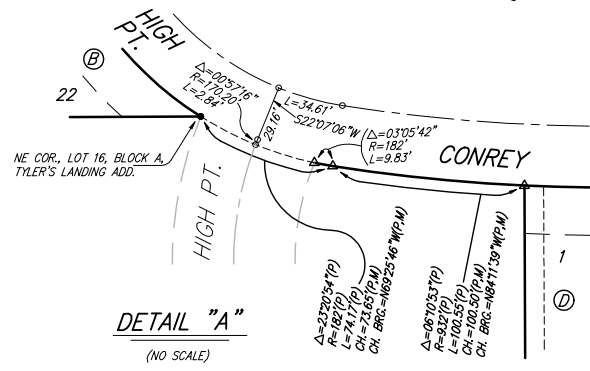 HIGH
PT.
B
22
△=00°57'16"
R=170.20'
L=2.84'
L=34.61'
29.16'
S22°07'06"W
(△=03°05'42"
R=182'
L=9.83'
CONREY
NE COR., LOT 16, BLOCK A,
TYLER'S LANDING ADD.
HIGH PT.
△=23°20'54"(P)
R=182'(P)
L=74.17'(P)
CH.=73.65'(P,M)
CH. BRG.=N69°25'46"W(P,M)
△=06°10'53"(P)
R=932'(P)
L=100.55'(P)
CH.=100.50'(P,M)
CH. BRG.=N84°11'39"W(P,M)
1
D
DETAIL "A"
(NO SCALE)